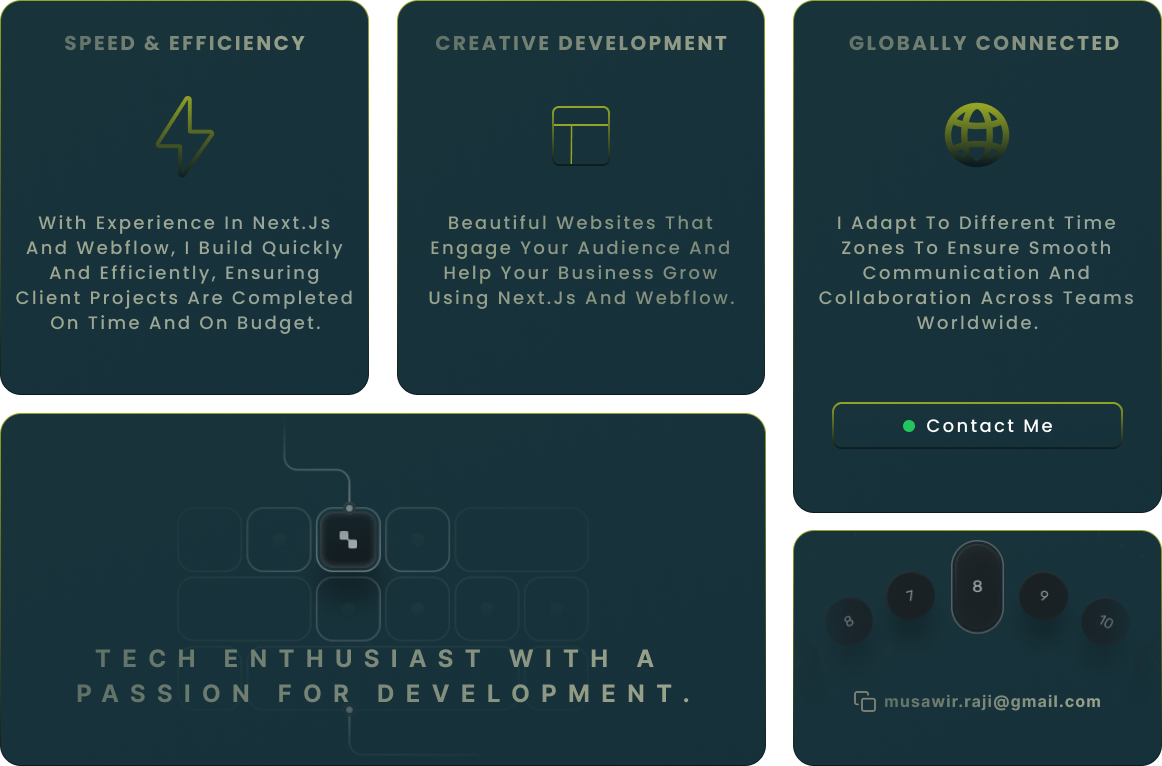 SPEED & EFFICIENCY
With Experience In Next.Js
And Webflow, I Build Quickly
And Efficiently, Ensuring
Client Projects Are Completed
On Time And On Budget.
CREATIVE DEVELOPMENT
Beautiful Websites That
Engage Your Audience And
Help Your Business Grow
Using Next.Js And Webflow.
GLOBALLY CONNECTED
I Adapt To Different Time
Zones To Ensure Smooth
Communication And
Collaboration Across Teams
Worldwide.
Contact Me
TECH ENTHUSIAST WITH A
PASSION FOR DEVELOPMENT.
8 7 8 9 10
musawir.raji@gmail.com